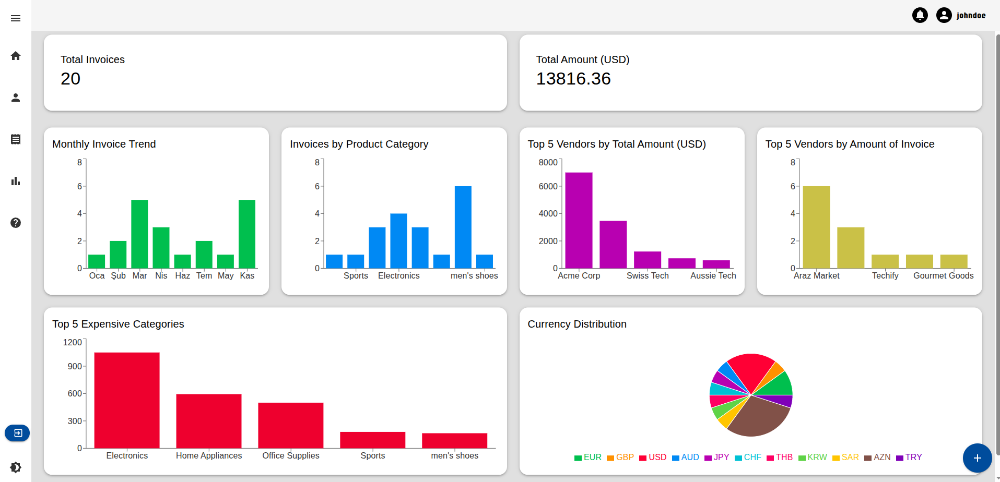 johndoe
Total Invoices
20
Total Amount (USD)
13816.36
Monthly Invoice Trend
8
6
4
2
0
Oca Şub Mar Nis Haz Tem May Kas
Invoices by Product Category
8
6
4
2
0
Sports Electronics men's shoes
Top 5 Vendors by Total Amount (USD)
8000
6000
4000
2000
0
Acme Corp Swiss Tech Aussie Tech
Top 5 Vendors by Amount of Invoice
8
6
4
2
0
Araz Market Techify Gourmet Goods
Top 5 Expensive Categories
1200
900
600
300
0
Electronics Home Appliances Office Supplies Sports men's shoes
Currency Distribution
EUR GBP USD AUD JPY CHF THB KRW SAR AZN TRY